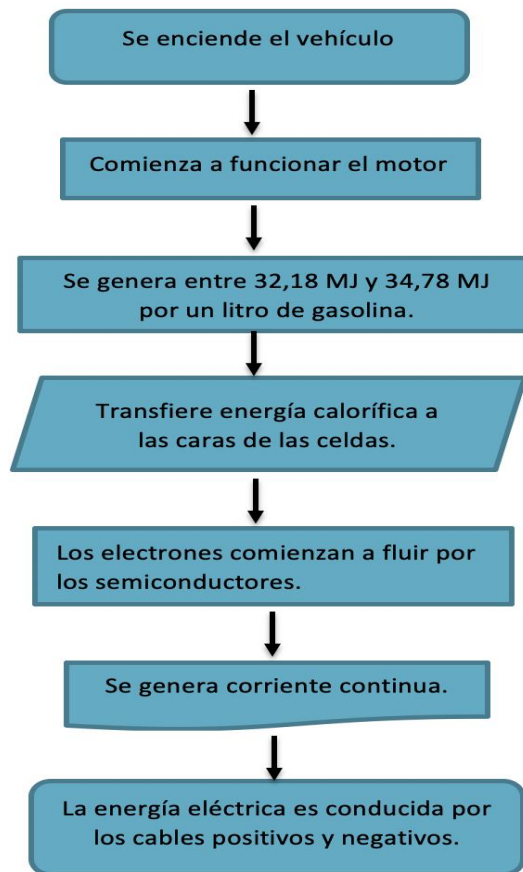 Se enciende el vehículo
Comienza a funcionar el motor
Se genera entre 32,18 MJ y 34,78 MJ
por un litro de gasolina.
Transfiere energía calorífica a
las caras de las celdas.
Los electrones comienzan a fluir por
los semiconductores.
Se genera corriente continua.
La energía eléctrica es conducida por
los cables positivos y negativos.